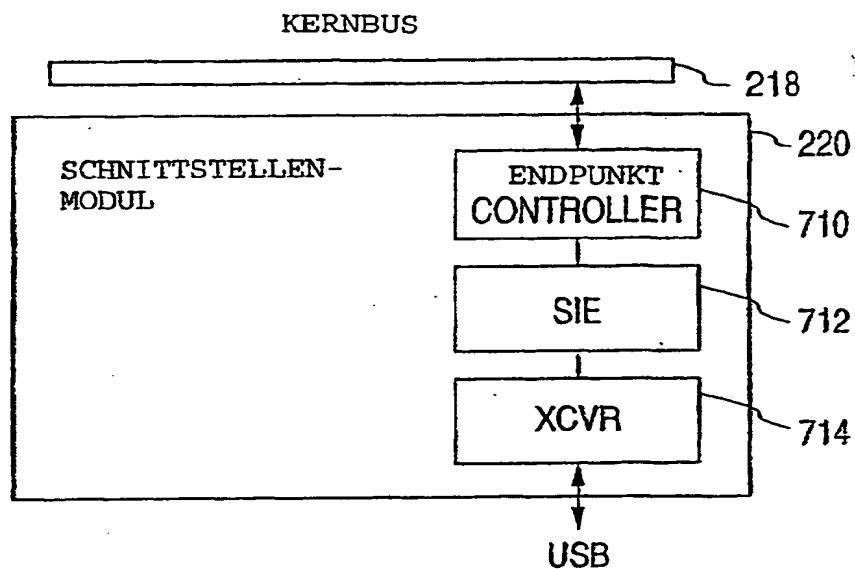 KERNBUS
218
220
SCHNITTSTELLEN-
MODUL
ENDPUNKT
CONTROLLER
710
SIE
712
XCVR
714
USB